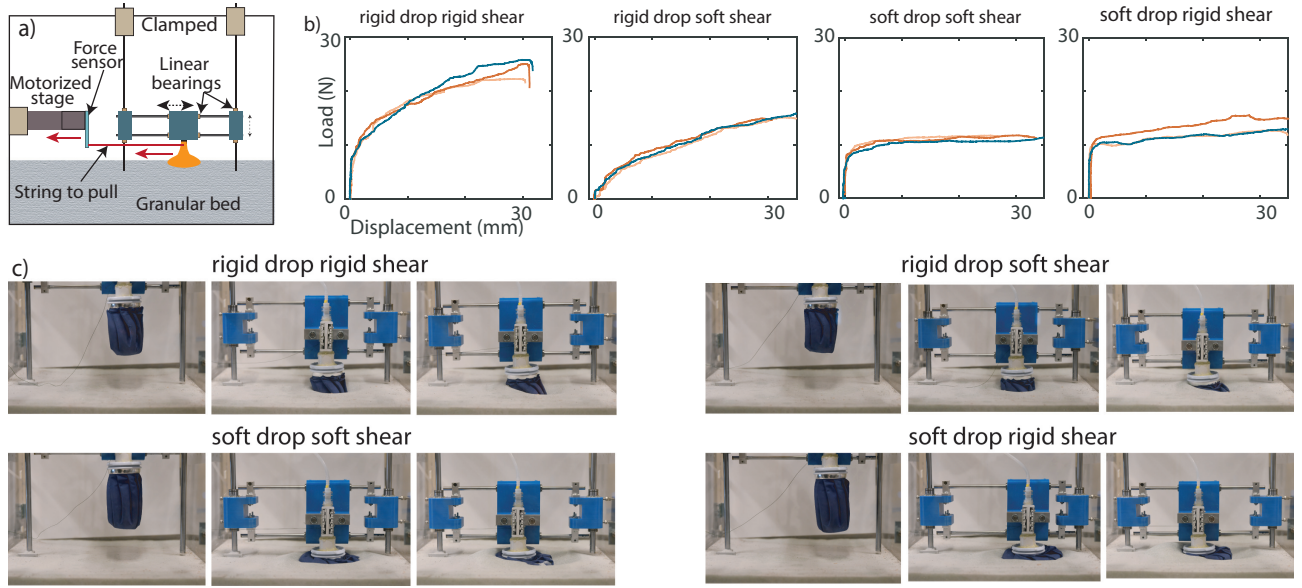 a)
Clamped
Force
sensor
Linear
bearings
Motorized
stage
String to pull
Granular bed
b)
rigid drop rigid shear
rigid drop soft shear
soft drop soft shear
soft drop rigid shear
30
30
30
30
Load (N)
0
0
0
0
0
30
0
30
0
30
0
30
Displacement (mm)
c)
rigid drop rigid shear
rigid drop soft shear
soft drop soft shear
soft drop rigid shear